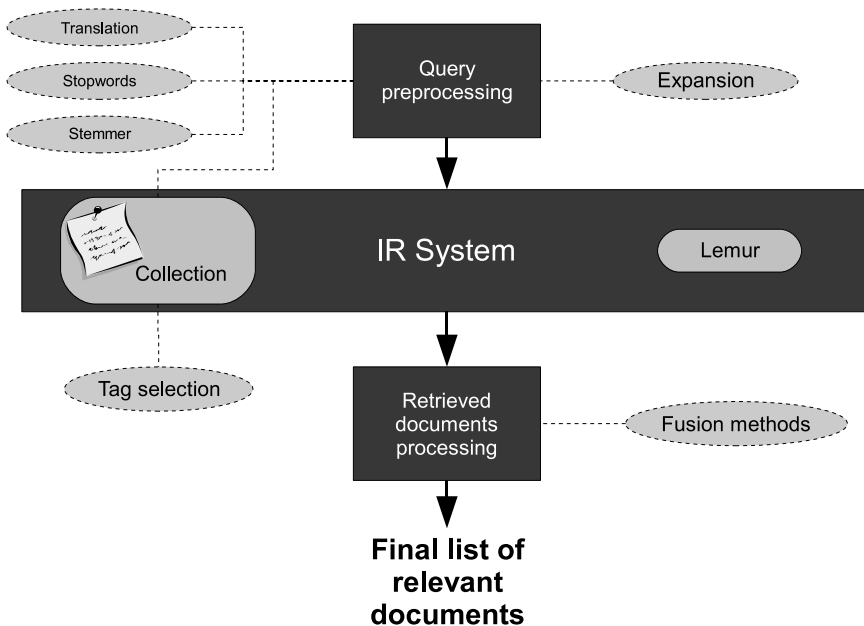 Translation
Stopwords
Stemmer
Query
preprocessing
Expansion
Collection
IR System
Lemur
Tag selection
Retrieved
documents
processing
Fusion methods
Final list of
relevant
documents